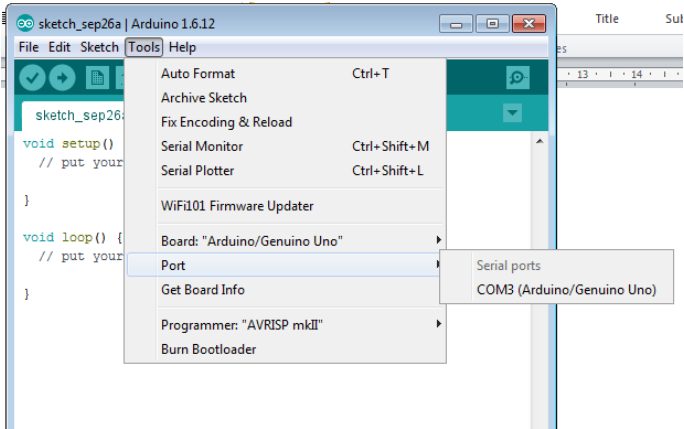 sketch_sep26a | Arduino 1.6.12
Title
File Edit Sketch Tools Help
es
· 13 · ı · 14 · ı ·
Auto Format Ctrl+T
Archive Sketch
sketch_sep26
Fix Encoding & Reload
void setup()
Serial Monitor Ctrl+Shift+M
// put your
Serial Plotter Ctrl+Shift+L
}
WiFi101 Firmware Updater
void loop() {
Board: "Arduino/Genuino Uno"
// put your
Port
Serial ports
Get Board Info
COM3 (Arduino/Genuino Uno)
}
Programmer: "AVRISP mkII"
Burn Bootloader